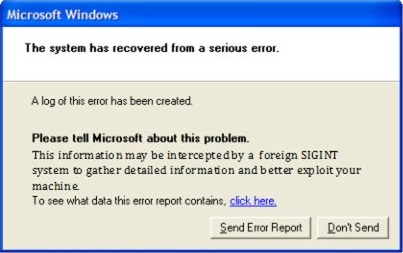 Microsoft Windows
The system has recovered from a serious error.
A log of this error has been created.
Please tell Microsoft about this problem.
This information may be intercepted by a foreign SIGINT
system to gather detailed information and better exploit your
machine.
To see what data this error report contains, click here.
Send Error Report Don't Send